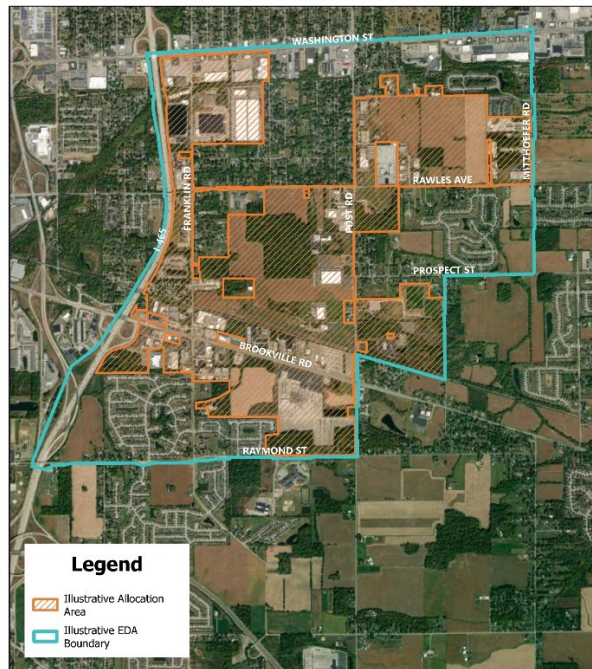 WASHINGTON ST
MITTHOEFER RD
FRANKLIN RD
POST RD
RAWLES AVE
I-465
PROSPECT ST
BROOKVILLE RD
RAYMOND ST
Legend
Illustrative Allocation
Area
Illustrative EDA
Boundary